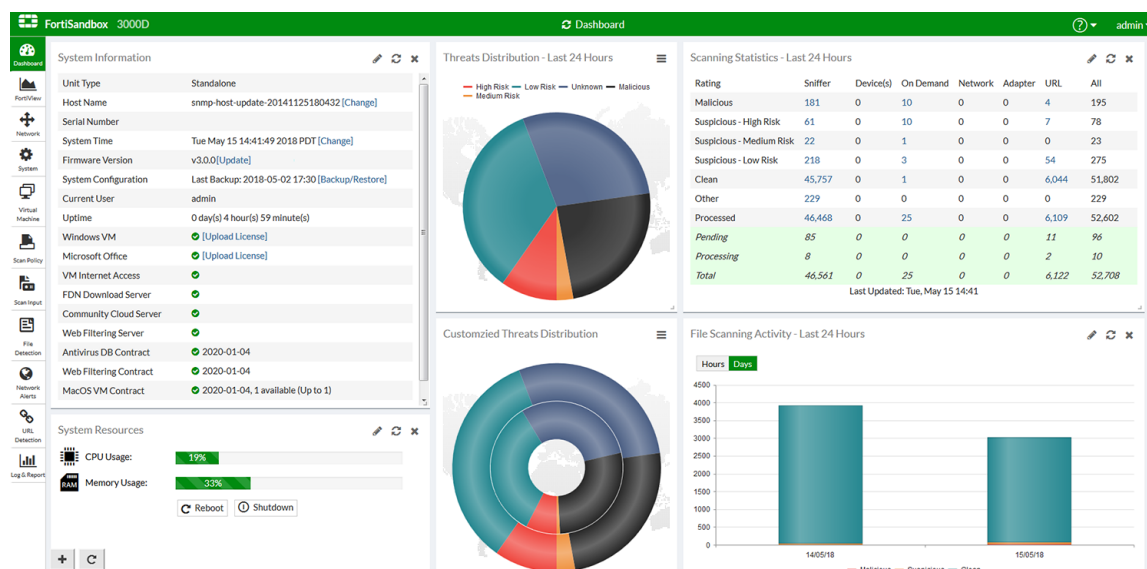 FortiSandbox 3000D
Dashboard
admin
Dashboard
FortiView
Network
System
Virtual
Machine
Scan Policy
Scan Input
File
Detection
Network
Alerts
URL
Detection
Log & Report
System Information
Unit Type Standalone
Host Name snmp-host-update-20141125180432 [Change]
Serial Number
System Time Tue May 15 14:41:49 2018 PDT [Change]
Firmware Version v3.0.0[Update]
System Configuration Last Backup: 2018-05-02 17:30 [Backup/Restore]
Current User admin
Uptime 0 day(s) 4 hour(s) 59 minute(s)
Windows VM [Upload License]
Microsoft Office [Upload License]
VM Internet Access
FDN Download Server
Community Cloud Server
Web Filtering Server
Antivirus DB Contract 2020-01-04
Web Filtering Contract 2020-01-04
MacOS VM Contract 2020-01-04, 1 available (Up to 1)
System Resources
CPU Usage: 19%
RAM Memory Usage: 33%
Reboot Shutdown
Threats Distribution - Last 24 Hours
High Risk Low Risk Unknown Malicious
Medium Risk
Customzied Threats Distribution
Scanning Statistics - Last 24 Hours
Rating Sniffer Device(s) On Demand Network Adapter URL All
Malicious 181 0 10 0 0 4 195
Suspicious - High Risk 61 0 10 0 0 7 78
Suspicious - Medium Risk 22 0 1 0 0 0 23
Suspicious - Low Risk 218 0 3 0 0 54 275
Clean 45,757 0 1 0 0 6,044 51,802
Other 229 0 0 0 0 0 229
Processed 46,468 0 25 0 0 6,109 52,602
Pending 85 0 0 0 0 11 96
Processing 8 0 0 0 0 2 10
Total 46,561 0 25 0 0 6,122 52,708
Last Updated: Tue, May 15 14:41
File Scanning Activity - Last 24 Hours
Hours Days
4500
4000
3500
3000
2500
2000
1500
1000
500
0
14/05/18 15/05/18
Malicious Suspicious Clean